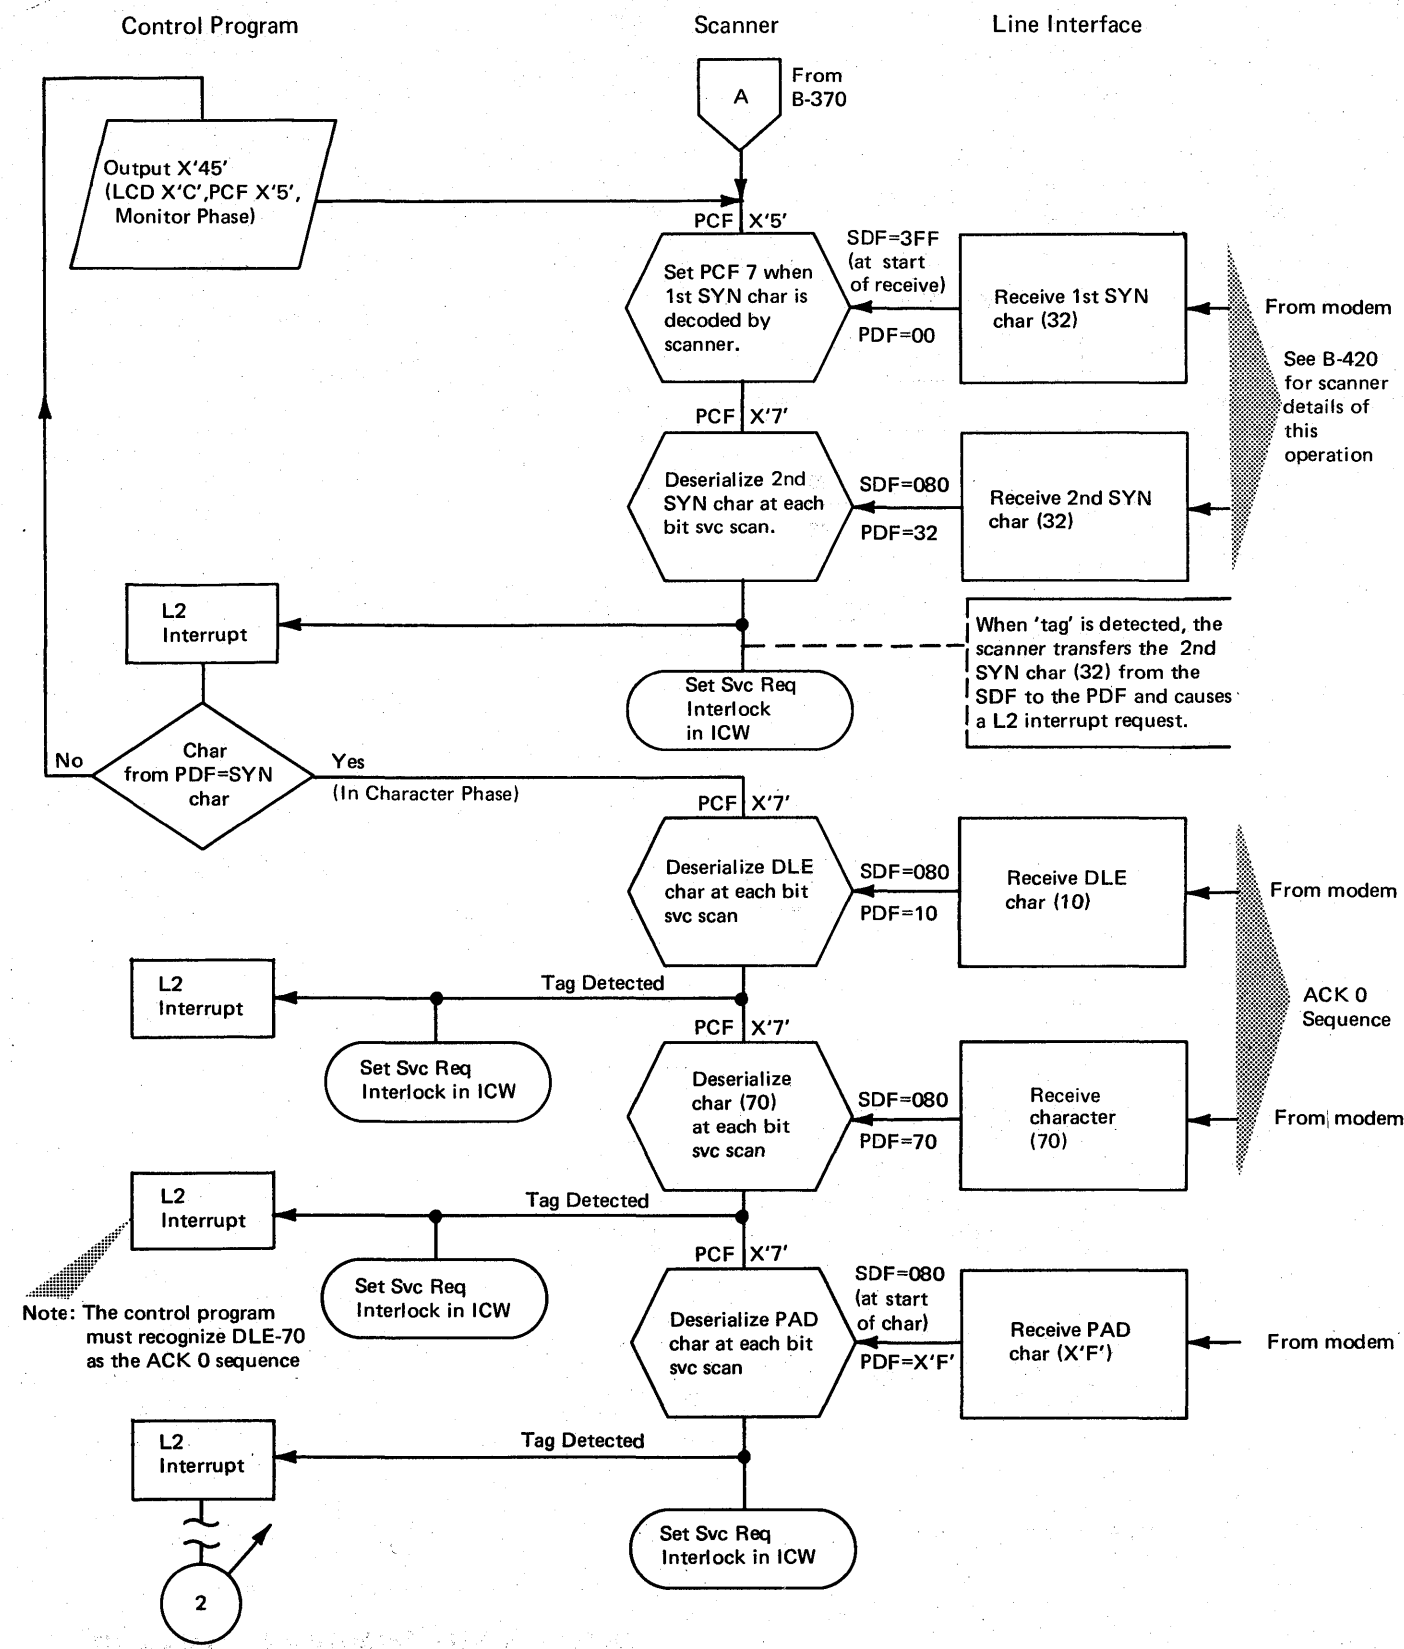 Control Program
Scanner
Line Interface
A
From
B-370
Output X'45'
(LCD X'C',PCF X'5',
Monitor Phase)
PCF X'5'
Set PCF 7 when
1st SYN char is
decoded by
scanner.
SDF=3FF
(at start
of receive)
PDF=00
Receive 1st SYN
char (32)
From modem
See B-420
for scanner
details of
this
operation
PCF X'7'
Deserialize 2nd
SYN char at each
bit svc scan.
SDF=080
PDF=32
Receive 2nd SYN
char (32)
L2
Interrupt
When 'tag' is detected, the
scanner transfers the 2nd
SYN char (32) from the
SDF to the PDF and causes
a L2 interrupt request.
Set Svc Req
Interlock
in ICW
No
Char
from PDF=SYN
char
Yes
(In Character Phase)
PCF X'7'
Deserialize DLE
char at each bit
svc scan
SDF=080
PDF=10
Receive DLE
char (10)
From modem
L2
Interrupt
Tag Detected
Set Svc Req
Interlock in ICW
ACK 0
Sequence
PCF X'7'
Deserialize
char (70)
at each bit
svc scan
SDF=080
PDF=70
Receive
character
(70)
From modem
L2
Interrupt
Tag Detected
Set Svc Req
Interlock in ICW
Note: The control program
must recognize DLE-70
as the ACK 0 sequence
PCF X'7'
Deserialize PAD
char at each bit
svc scan
SDF=080
(at start
of char)
PDF=X'F'
Receive PAD
char (X'F')
From modem
L2
Interrupt
Tag Detected
Set Svc Req
Interlock in ICW
2